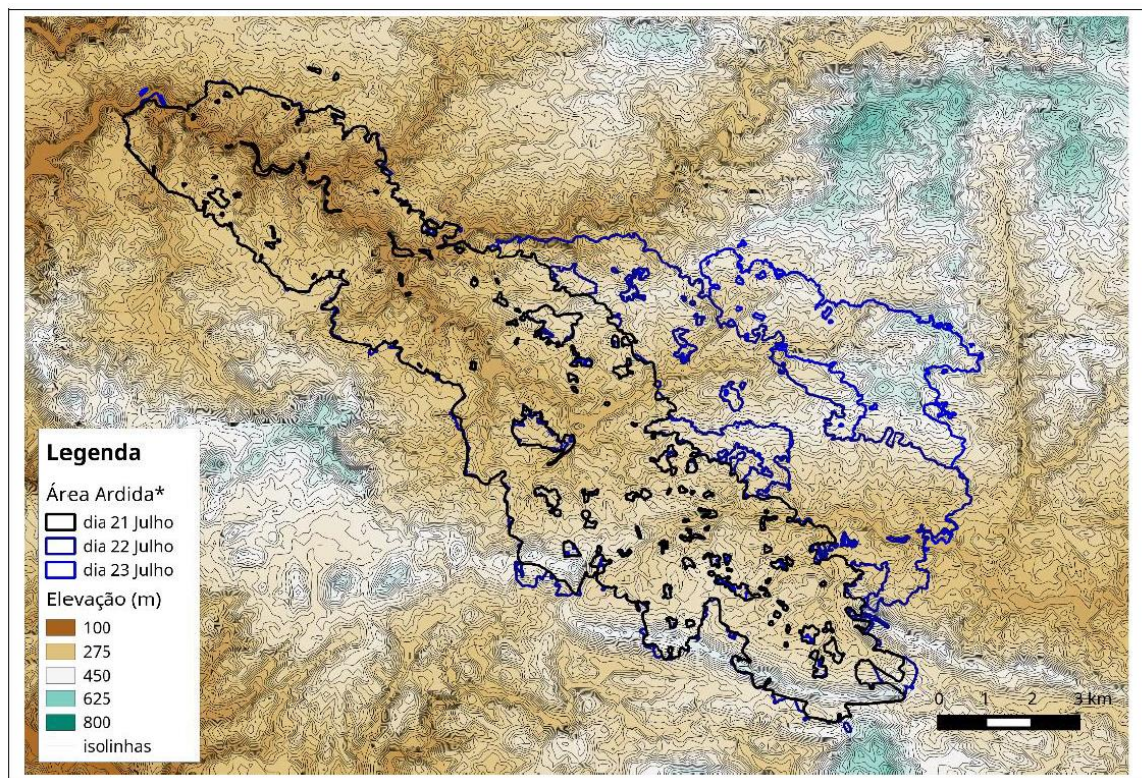 Legenda
Área Ardida*
dia 21 Julho
dia 22 Julho
dia 23 Julho
Elevação (m)
100
275
450
625
800
isolinhas
0 1 2 3 km